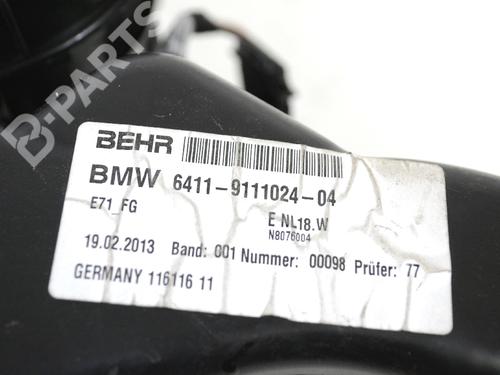 B-PARTS
BEHR
BMW 6411-9111024-04
E71_FG E NL18.W
N8076004
19.02.2013 Band: 001 Nummer: 00098 Prüfer: 77
GERMANY 116116 11